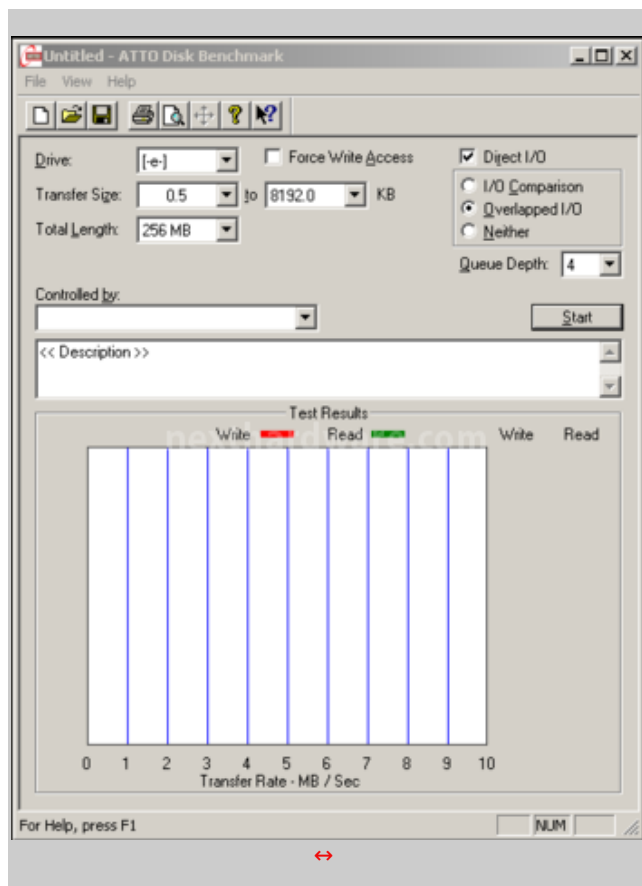 Untitled - ATTO Disk Benchmark
File View Help
Drive: [-e-] Force Write Access Direct I/O
Transfer Size: 0.5 to 8192.0 KB I/O Comparison
Overlapped I/O
Total Length: 256 MB Neither
Queue Depth: 4
Controlled by:
Start
<< Description >>
Test Results
Write Read Write Read
nexthardware.com
0 1 2 3 4 5 6 7 8 9 10
Transfer Rate - MB / Sec
For Help, press F1 NUM